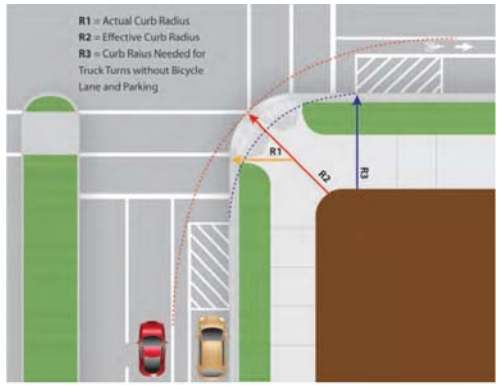 R1 = Actual Curb Radius
R2 = Effective Curb Radius
R3 = Curb Raius Needed for
Truck Turns without Bicycle
Lane and Parking
R1
R2
R3